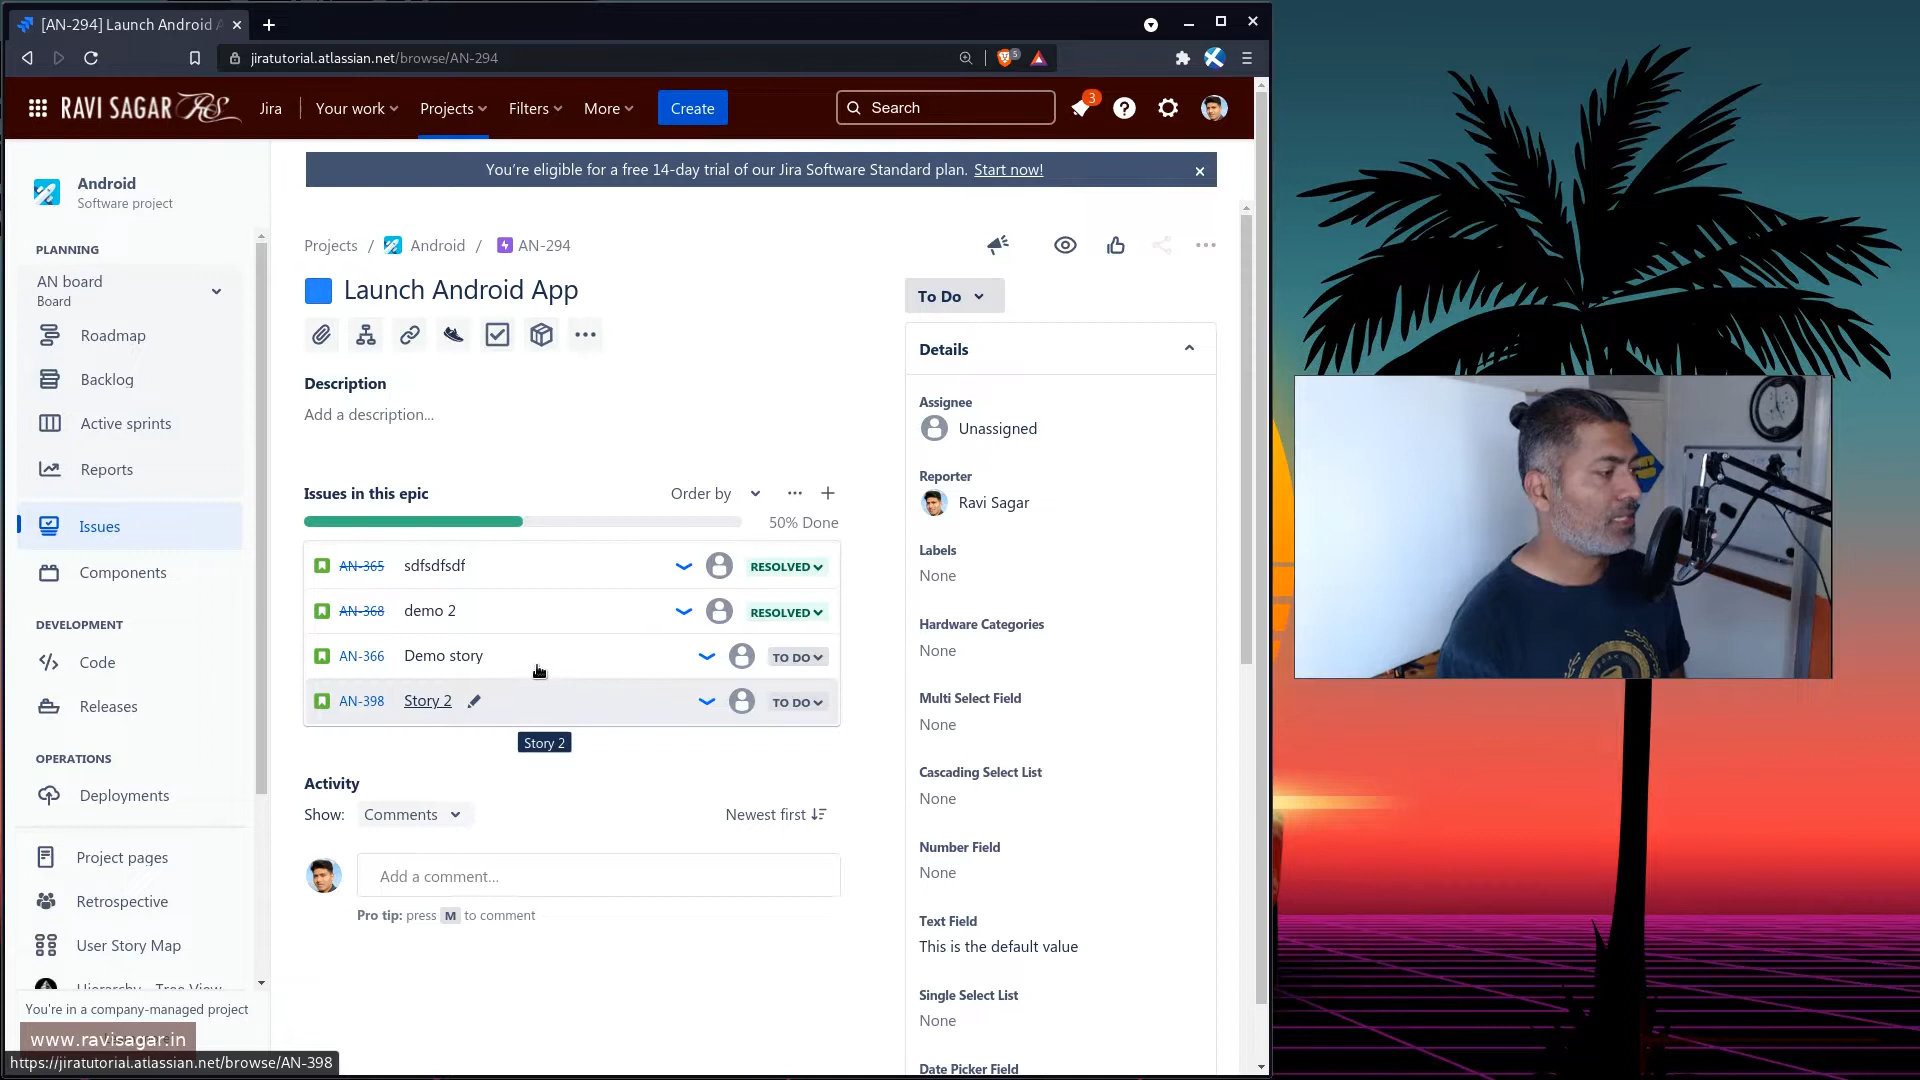 [AN-294] Launch Android A
jiratutorial.atlassian.net/browse/AN-294
5
RAVI SAGAR RS
Jira
Your work
Projects
Filters
More
Create
Search
3
Android
Software project
You're eligible for a free 14-day trial of our Jira Software Standard plan. Start now!
PLANNING
AN board
Board
Roadmap
Backlog
Active sprints
Reports
Issues
Components
DEVELOPMENT
Code
Releases
OPERATIONS
Deployments
Project pages
Retrospective
User Story Map
Hierarchy - Tree View
You're in a company-managed project
www.ravisagar.in
https://jiratutorial.atlassian.net/browse/AN-398
Projects / Android / AN-294
Launch Android App
Description
Add a description...
Issues in this epic
Order by
50% Done
AN-365 sdfsdfsdf RESOLVED
AN-368 demo 2 RESOLVED
AN-366 Demo story TO DO
AN-398 Story 2 TO DO
Story 2
Activity
Show: Comments
Newest first
Add a comment...
Pro tip: press M to comment
To Do
Details
Assignee
Unassigned
Reporter
Ravi Sagar
Labels
None
Hardware Categories
None
Multi Select Field
None
Cascading Select List
None
Number Field
None
Text Field
This is the default value
Single Select List
None
Date Picker Field